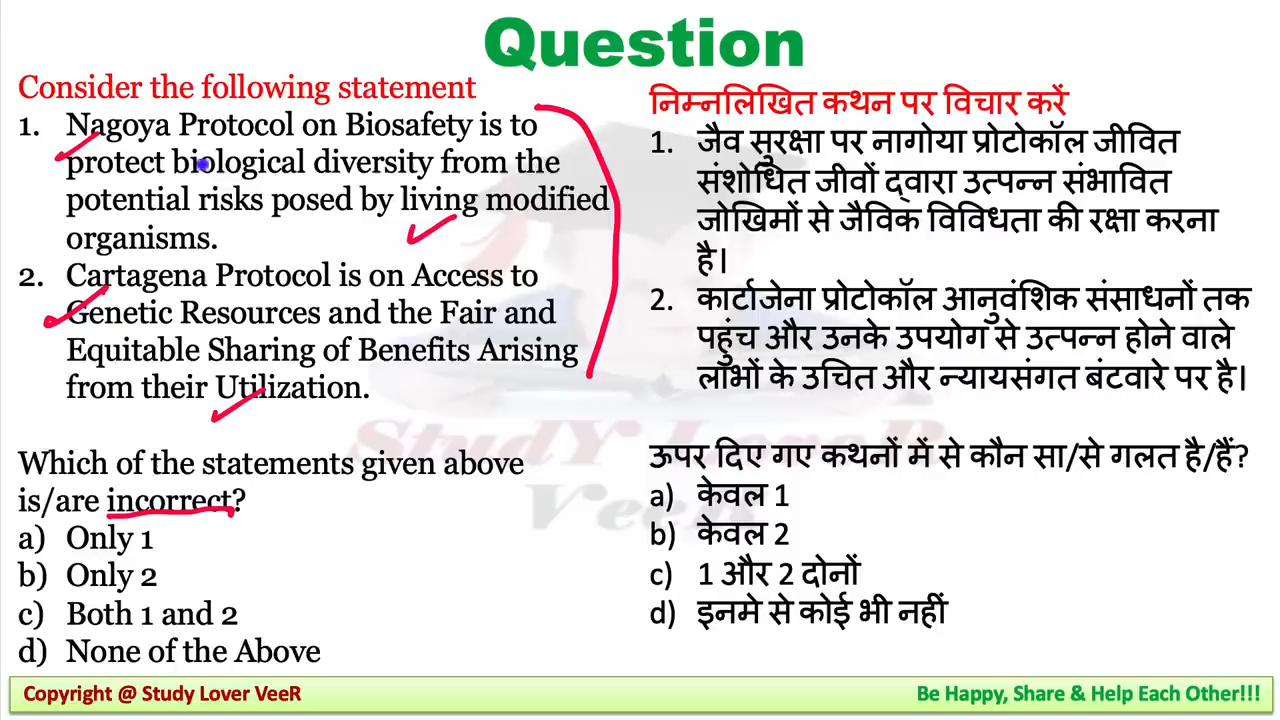 Question
Consider the following statement
1. Nagoya Protocol on Biosafety is to
protect biological diversity from the
potential risks posed by living modified
organisms.
2. Cartagena Protocol is on Access to
Genetic Resources and the Fair and
Equitable Sharing of Benefits Arising
from their Utilization.
Which of the statements given above
is/are incorrect?
a) Only 1
b) Only 2
c) Both 1 and 2
d) None of the Above
निम्नलिखित कथन पर विचार करें
1. जैव सुरक्षा पर नागोया प्रोटोकॉल जीवित
संशोधित जीवों द्वारा उत्पन्न संभावित
जोखिमों से जैविक विविधता की रक्षा करना
है।
2. कार्टाजेना प्रोटोकॉल आनुवंशिक संसाधनों तक
पहुंच और उनके उपयोग से उत्पन्न होने वाले
लाभों के उचित और न्यायसंगत बंटवारे पर है।
ऊपर दिए गए कथनों में से कौन सा/से गलत है/हैं?
a) केवल 1
b) केवल 2
c) 1 और 2 दोनों
d) इनमे से कोई भी नहीं
StudY LoveR
VeeR
Copyright @ Study Lover VeeR
Be Happy, Share & Help Each Other!!!